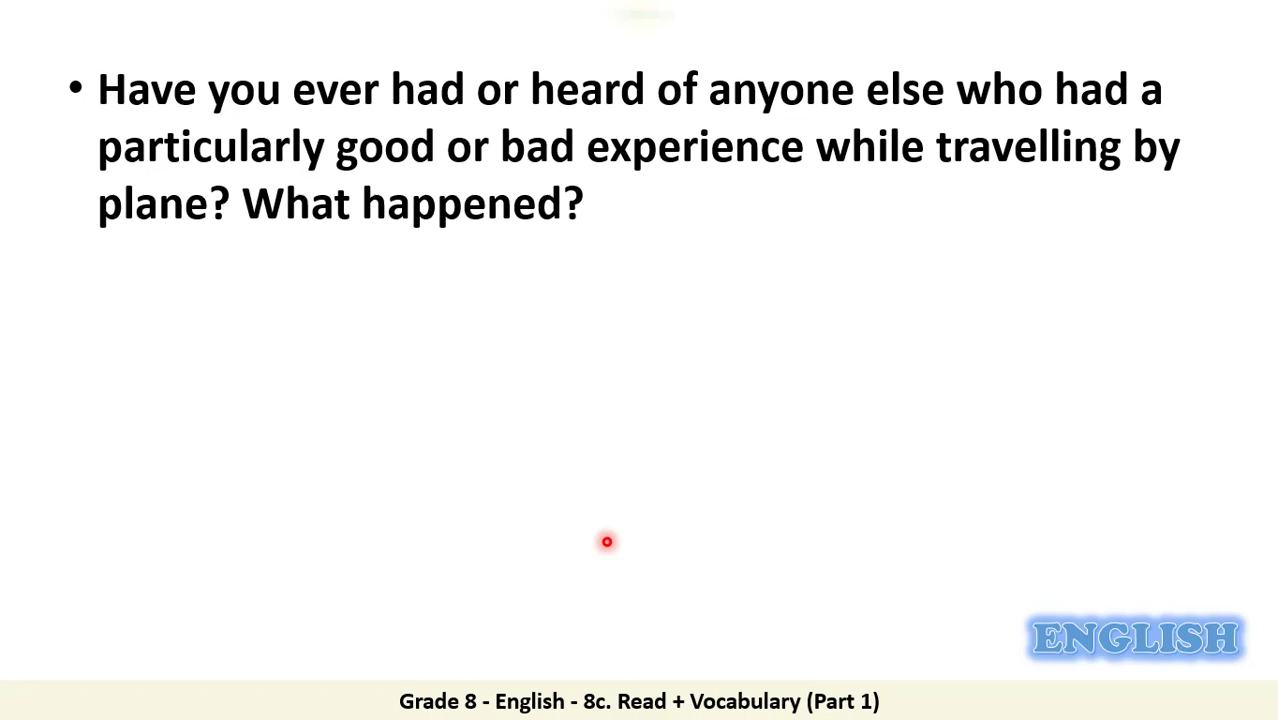 • Have you ever had or heard of anyone else who had a
particularly good or bad experience while travelling by
plane? What happened?
ENGLISH
Grade 8 - English - 8c. Read + Vocabulary (Part 1)